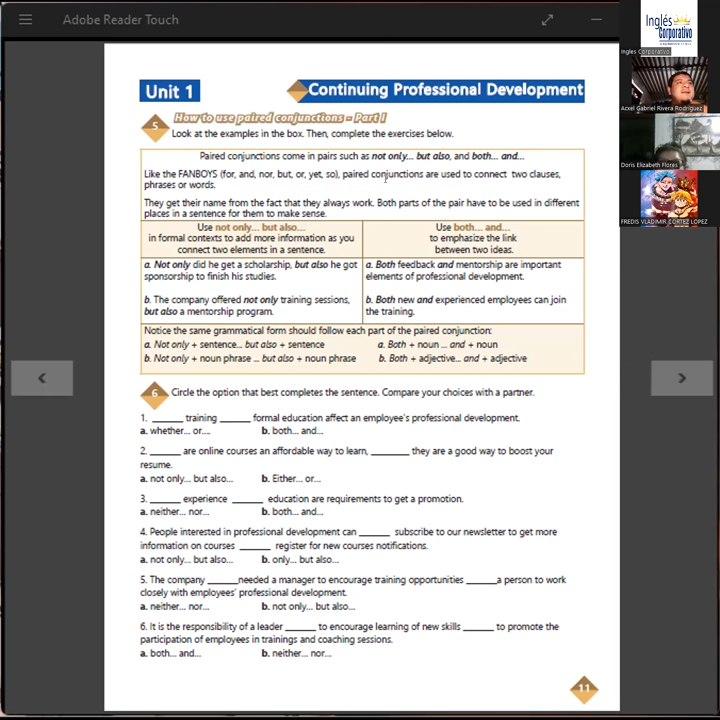 Adobe Reader Touch
Inglés
Corporativo
Ingles Corporativo
Acxel Gabriel Rivera Rodriguez
Doris Elizabeth Flores
FREDIS VLADIMIR CORTEZ LOPEZ
Unit 1
Continuing Professional Development
5
How to use paired conjunctions - Part I
Look at the examples in the box. Then, complete the exercises below.
Paired conjunctions come in pairs such as not only... but also, and both... and...
Like the FANBOYS (for, and, nor, but, or, yet, so), paired conjunctions are used to connect two clauses,
phrases or words.
They get their name from the fact that they always work. Both parts of the pair have to be used in different
places in a sentence for them to make sense.
Use not only... but also...
in formal contexts to add more information as you
connect two elements in a sentence.
Use both... and...
to emphasize the link
between two ideas.
a. Not only did he get a scholarship, but also he got
sponsorship to finish his studies.
b. The company offered not only training sessions,
but also a mentorship program.
a. Both feedback and mentorship are important
elements of professional development.
b. Both new and experienced employees can join
the training.
Notice the same grammatical form should follow each part of the paired conjunction:
a. Not only + sentence... but also + sentence
a. Both + noun ... and + noun
b. Not only + noun phrase ... but also + noun phrase
b. Both + adjective... and + adjective
6
Circle the option that best completes the sentence. Compare your choices with a partner.
1. ______ training ______ formal education affect an employee's professional development.
a. whether... or....
b. both... and...
2. ______ are online courses an affordable way to learn, _______ they are a good way to boost your
resume.
a. not only... but also...
b. Either... or...
3. ______ experience ______ education are requirements to get a promotion.
a. neither... nor...
b. both... and...
4. People interested in professional development can ______ subscribe to our newsletter to get more
information on courses ______ register for new courses notifications.
a. not only... but also...
b. only... but also...
5. The company ______needed a manager to encourage training opportunities ______a person to work
closely with employees' professional development.
a. neither... nor...
b. not only... but also...
6. It is the responsibility of a leader ______ to encourage learning of new skills ______ to promote the
participation of employees in trainings and coaching sessions.
a. both... and...
b. neither... nor...
11